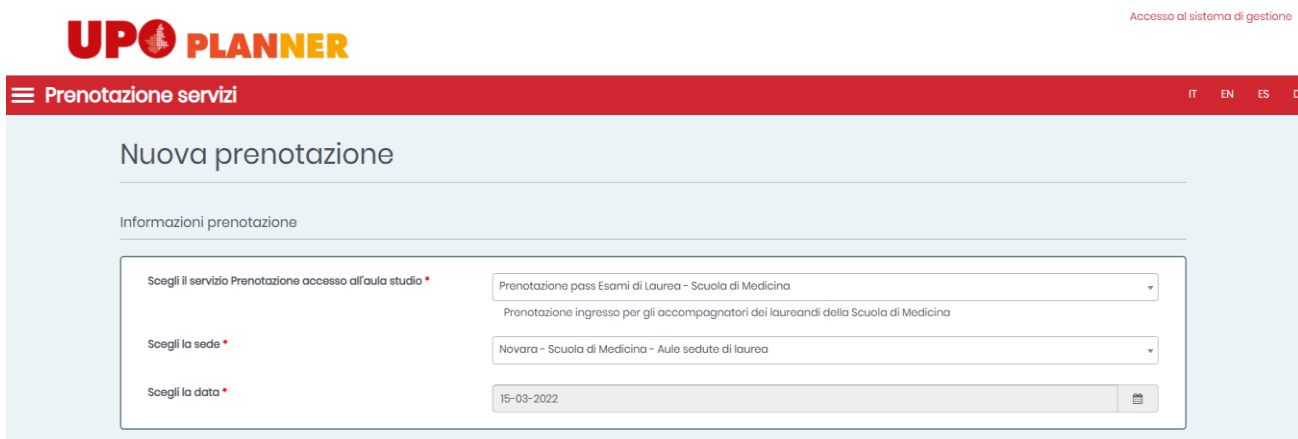 Accesso al sistema di gestione
UPO PLANNER
Prenotazione servizi IT EN ES
Nuova prenotazione
Informazioni prenotazione
Scegli il servizio Prenotazione accesso all'aula studio * Prenotazione pass Esami di Laurea - Scuola di Medicina
Prenotazione ingresso per gli accompagnatori dei laureandi della Scuola di Medicina
Scegli la sede * Novara - Scuola di Medicina - Aule sedute di laurea
Scegli la data * 15-03-2022